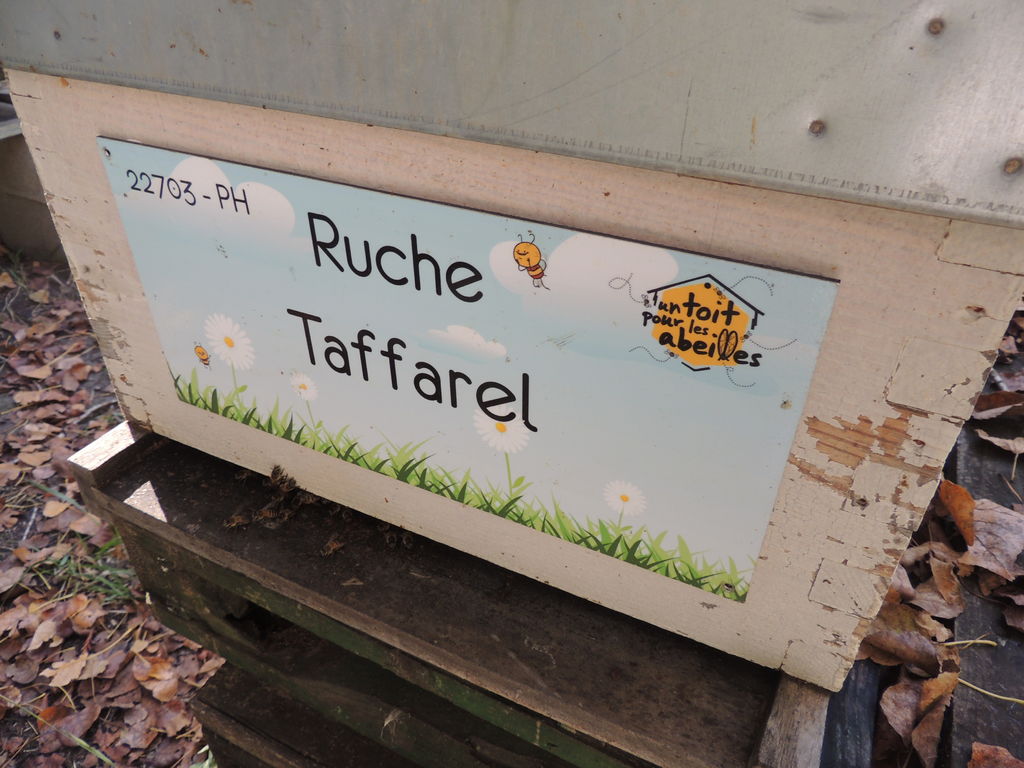 22703-PH
Ruche
Taffarel
un toit
pour les
abeilles